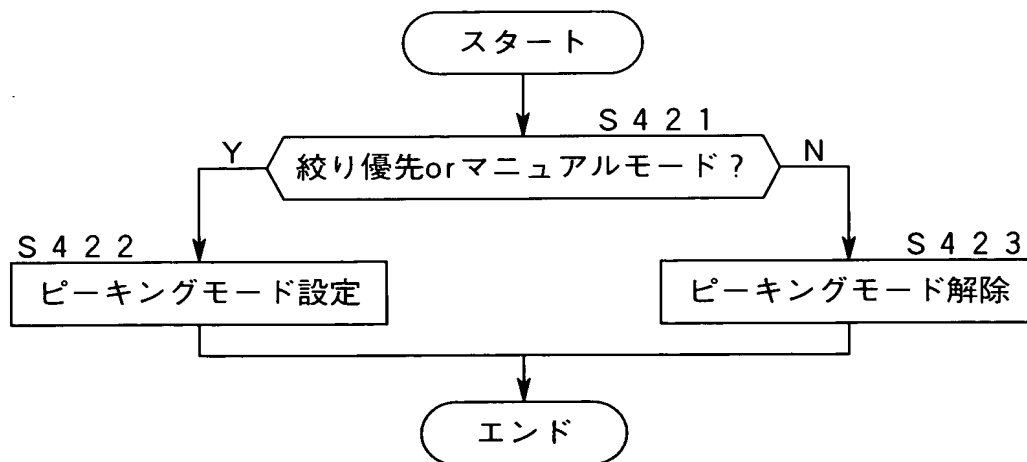 スタート
S421
絞り優先orマニュアルモード?
Y
N
S422
ピーキングモード設定
S423
ピーキングモード解除
エンド